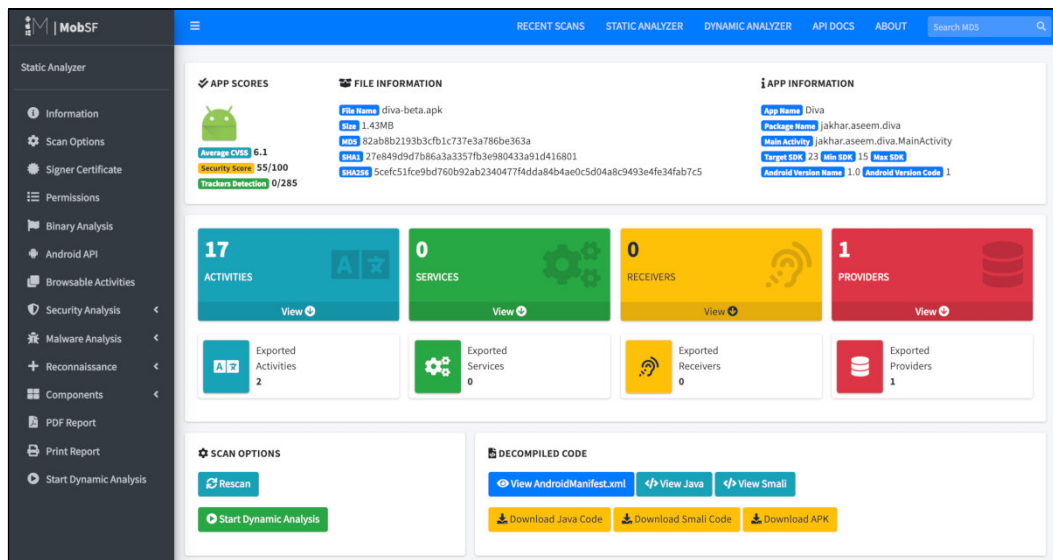 MobSF
RECENT SCANS STATIC ANALYZER DYNAMIC ANALYZER API DOCS ABOUT Search MD5
Static Analyzer
Information
Scan Options
Signer Certificate
Permissions
Binary Analysis
Android API
Browsable Activities
Security Analysis
Malware Analysis
Reconnaissance
Components
PDF Report
Print Report
Start Dynamic Analysis
APP SCORES
Average CVSS 6.1
Security Score 55/100
Trackers Detection 0/285
FILE INFORMATION
File Name diva-beta.apk
Size 1.43MB
MD5 82ab8b2193b3cfb1c737e3a786be363a
SHA1 27e849d9d7b86a3a3357fb3e980433a91d416801
SHA256 5cefc51fce9bd760b92ab2340477f4dda84b4ae0c5d04a8c9493e4fe34fab7c5
APP INFORMATION
App Name Diva
Package Name jakhar.aseem.diva
Main Activity jakhar.aseem.diva.MainActivity
Target SDK 23 Min SDK 15 Max SDK
Android Version Name 1.0 Android Version Code 1
17
ACTIVITIES
View
0
SERVICES
View
0
RECEIVERS
View
1
PROVIDERS
View
Exported
Activities
2
Exported
Services
0
Exported
Receivers
0
Exported
Providers
1
SCAN OPTIONS
Rescan
Start Dynamic Analysis
DECOMPILED CODE
View AndroidManifest.xml View Java View Smali
Download Java Code Download Smali Code Download APK